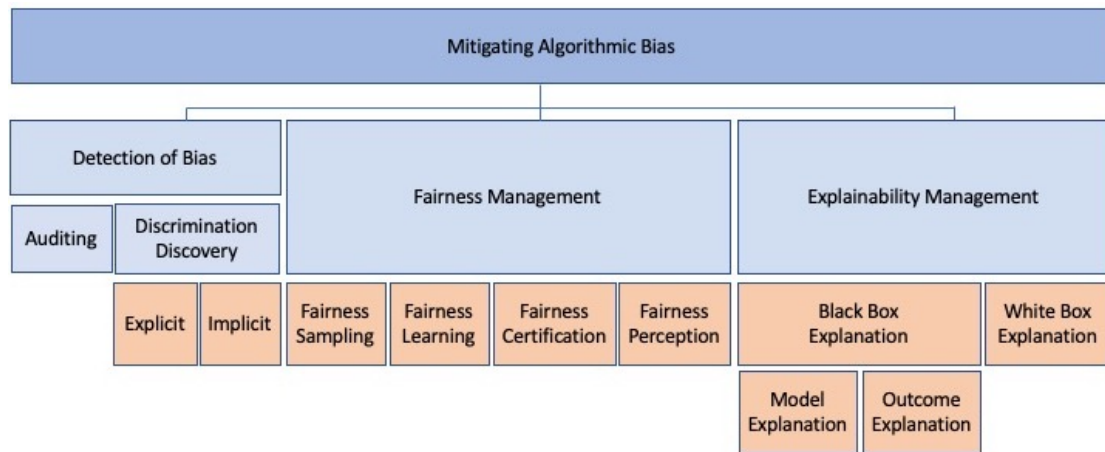 Mitigating Algorithmic Bias
Detection of Bias
Fairness Management
Explainability Management
Auditing
Discrimination
Discovery
Explicit
Implicit
Fairness
Sampling
Fairness
Learning
Fairness
Certification
Fairness
Perception
Black Box
Explanation
White Box
Explanation
Model
Explanation
Outcome
Explanation